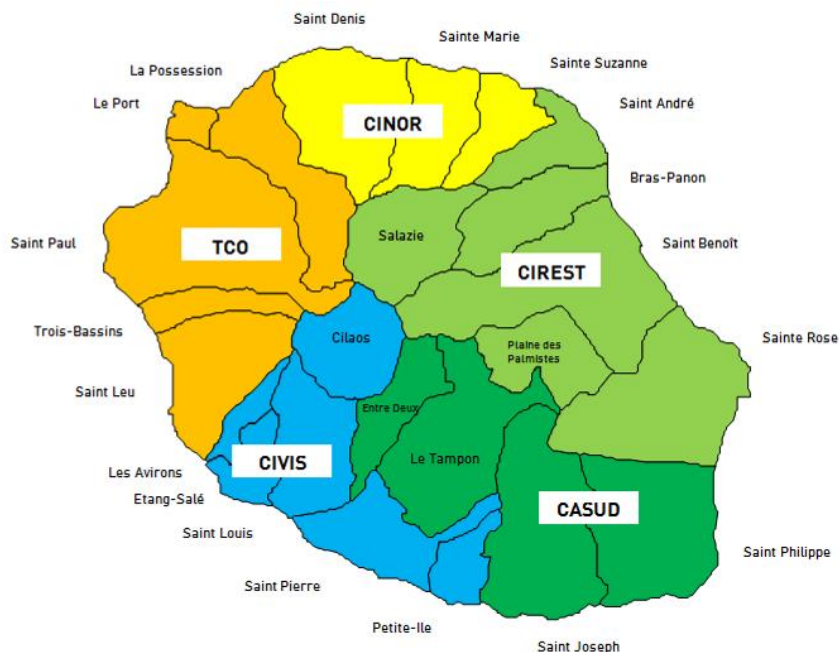 Saint Denis
Sainte Marie
La Possession
Sainte Suzanne
Le Port
Saint André
CINOR
Bras-Panon
Saint Paul
TCO
Salazie
Saint Benoît
CIREST
Trois-Bassins
Cilaos
Plaine des
Palmistes
Sainte Rose
Saint Leu
Entre Deux
Les Avirons
CIVIS
Le Tampon
Etang-Salé
Saint Louis
CASUD
Saint Pierre
Saint Philippe
Petite-Ile
Saint Joseph